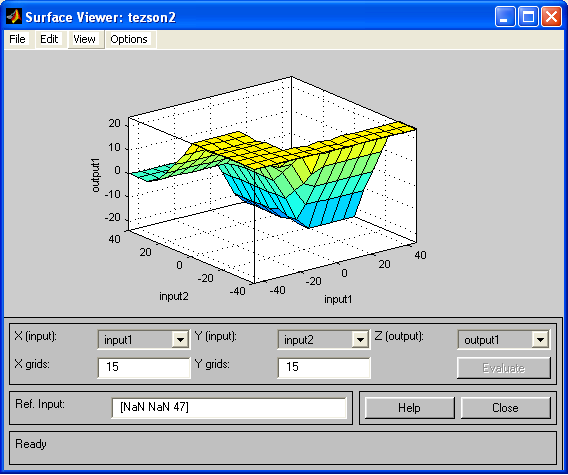 Surface Viewer: tezson2
File Edit View Options
20
10
0
-10
-20
output1
40
20
0
-20
-40
input2
-40
-20
0
20
40
input1
X (input): input1 Y (input): input2 Z (output): output1
X grids: 15 Y grids: 15 Evaluate
Ref. Input: [NaN NaN 47] Help Close
Ready